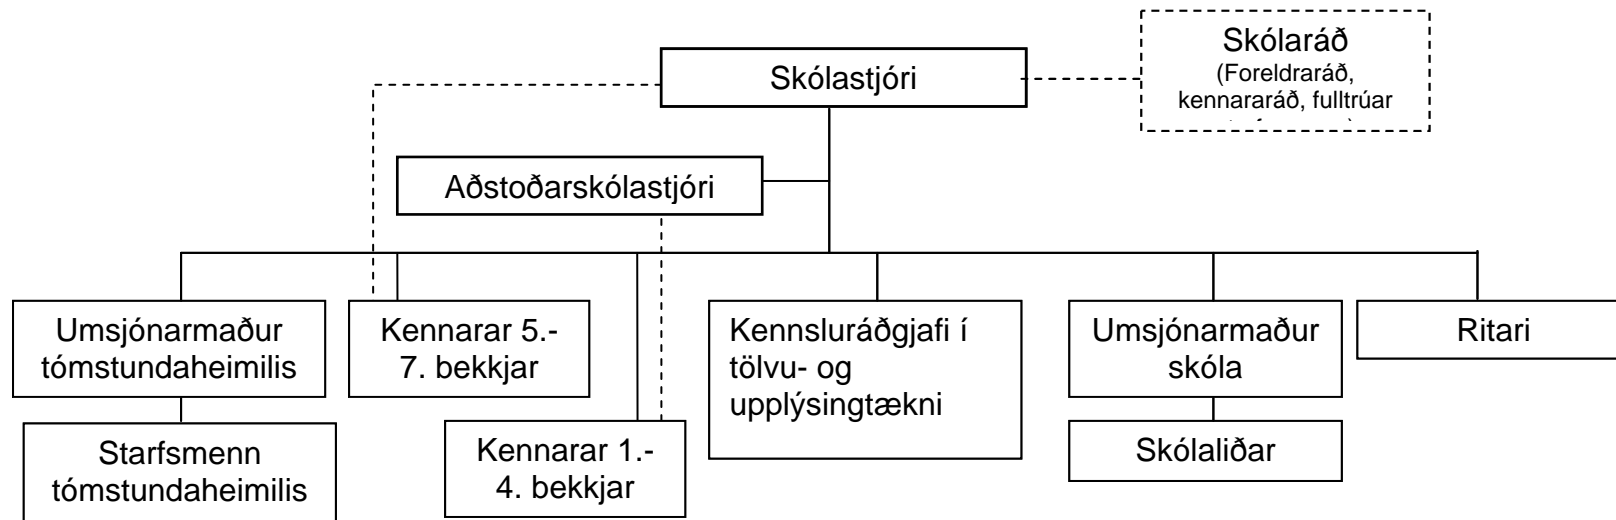 Skólaráð
(Foreldraráð,
kennararáð, fulltrúar
Skólastjóri
Aðstoðarskólastjóri
Umsjónarmaður
tómstundaheimilis
Kennarar 5.-
7. bekkjar
Kennsluráðgjafi í
tölvu- og
upplýsingtækni
Umsjónarmaður
skóla
Ritari
Starfsmenn
tómstundaheimilis
Kennarar 1.-
4. bekkjar
Skólaliðar